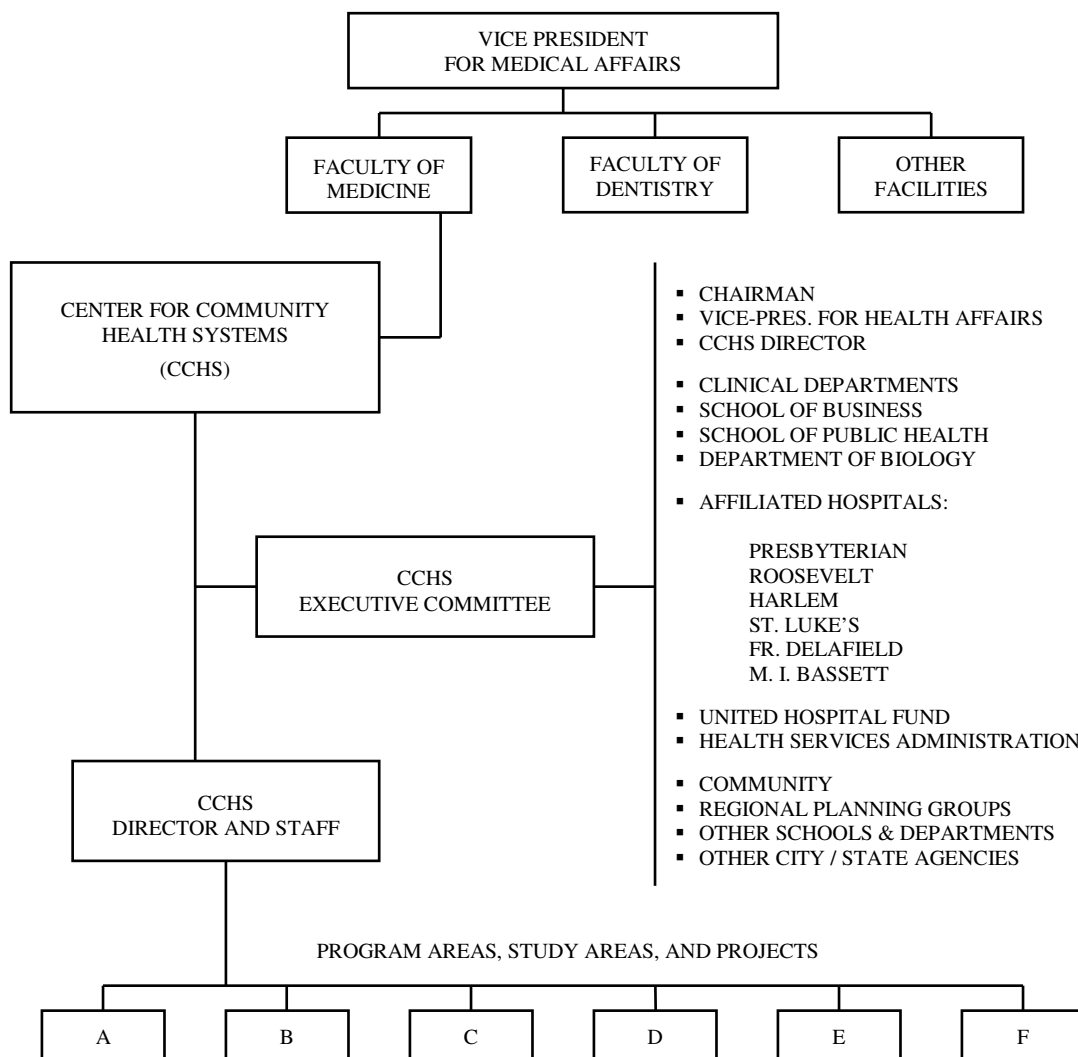 VICE PRESIDENT
FOR MEDICAL AFFAIRS
FACULTY OF
MEDICINE
FACULTY OF
DENTISTRY
OTHER
FACILITIES
CENTER FOR COMMUNITY
HEALTH SYSTEMS
(CCHS)
▪ CHAIRMAN
▪ VICE-PRES. FOR HEALTH AFFAIRS
▪ CCHS DIRECTOR
▪ CLINICAL DEPARTMENTS
▪ SCHOOL OF BUSINESS
▪ SCHOOL OF PUBLIC HEALTH
▪ DEPARTMENT OF BIOLOGY
▪ AFFILIATED HOSPITALS:
PRESBYTERIAN
ROOSEVELT
HARLEM
ST. LUKE’S
FR. DELAFIELD
M. I. BASSETT
▪ UNITED HOSPITAL FUND
▪ HEALTH SERVICES ADMINISTRATION
▪ COMMUNITY
▪ REGIONAL PLANNING GROUPS
▪ OTHER SCHOOLS & DEPARTMENTS
▪ OTHER CITY / STATE AGENCIES
CCHS
EXECUTIVE COMMITTEE
CCHS
DIRECTOR AND STAFF
PROGRAM AREAS, STUDY AREAS, AND PROJECTS
A
B
C
D
E
F